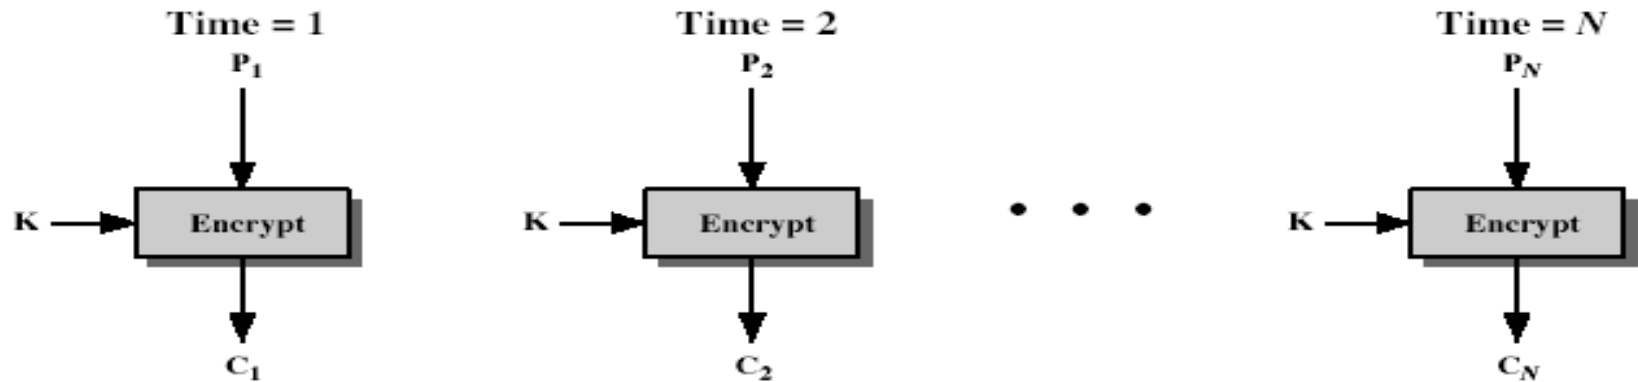 Time = 1 Time = 2 Time = N
P1 P2 PN
K Encrypt K Encrypt • • • K Encrypt
C1 C2 CN